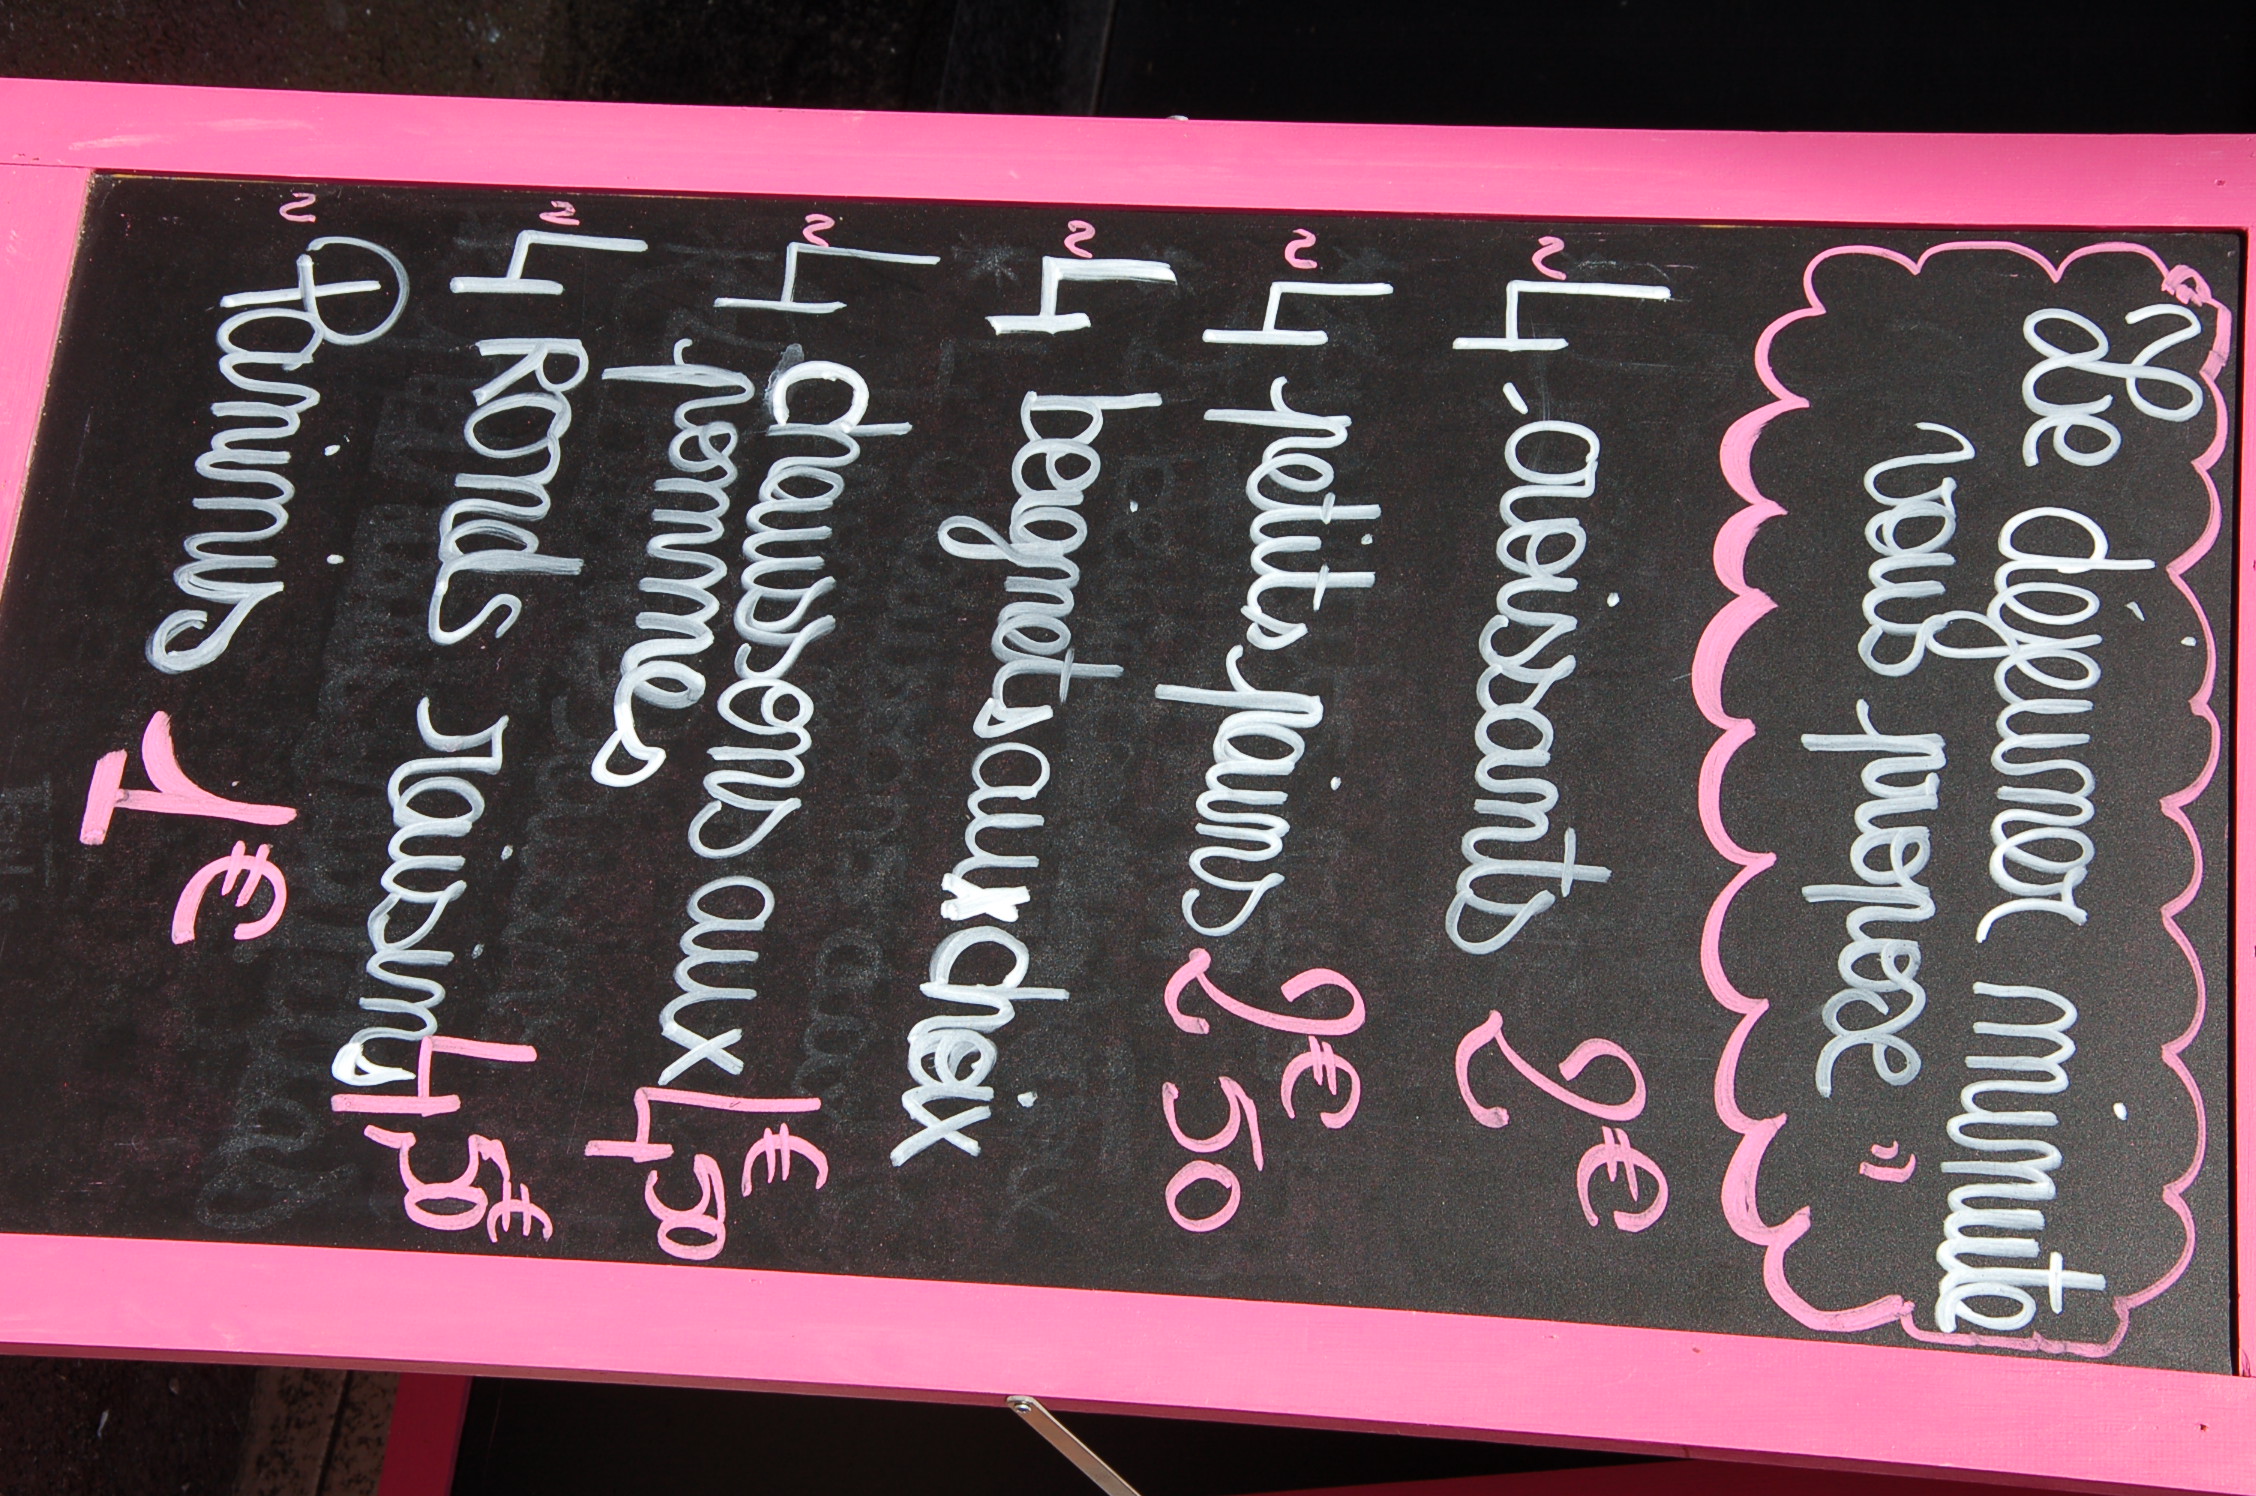 Le déjeuner minute
vous propose "
~ 4 croissants 2€
~ 4 petits pains 2€50
~ 4 beignets aux choix
~ 4 chaussons aux 4€50
pommes
~ 4 Ronds raisins 4,50€
~ Paninis 1€